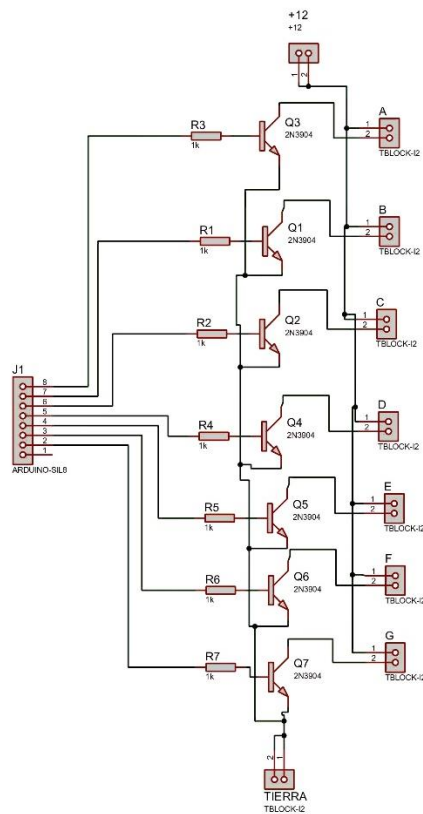 +12
+12
1
2
A
1
2
TBLOCK-I2
R3
1k
Q3
2N3904
B
1
2
TBLOCK-I2
R1
1k
Q1
2N3904
C
1
2
TBLOCK-I2
R2
1k
Q2
2N3904
J1
8
7
6
5
4
3
2
1
ARDUINO-SIL8
D
1
2
TBLOCK-I2
R4
1k
Q4
2N3904
E
1
2
TBLOCK-I2
R5
1k
Q5
2N3904
F
1
2
TBLOCK-I2
R6
1k
Q6
2N3904
G
1
2
TBLOCK-I2
R7
1k
Q7
2N3904
2
1
TIERRA
TBLOCK-I2